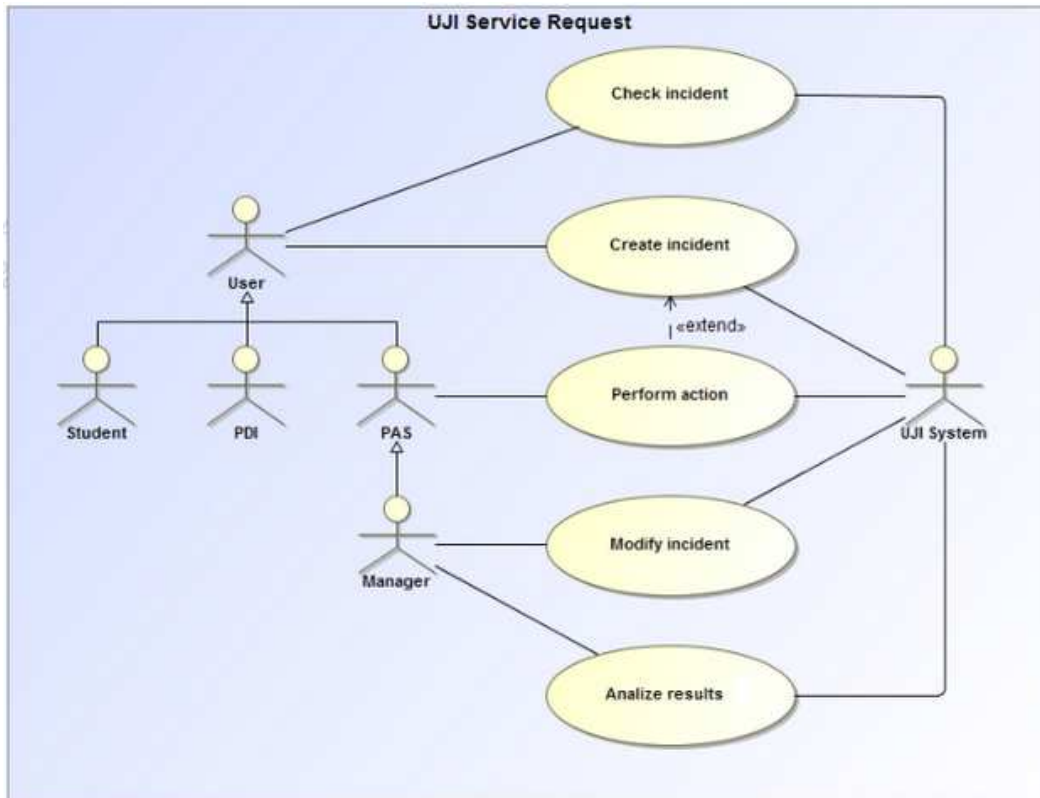 UJI Service Request
Check incident
User
Create incident
«extend»
Student
PDI
PAS
Perform action
UJI System
Manager
Modify incident
Analize results